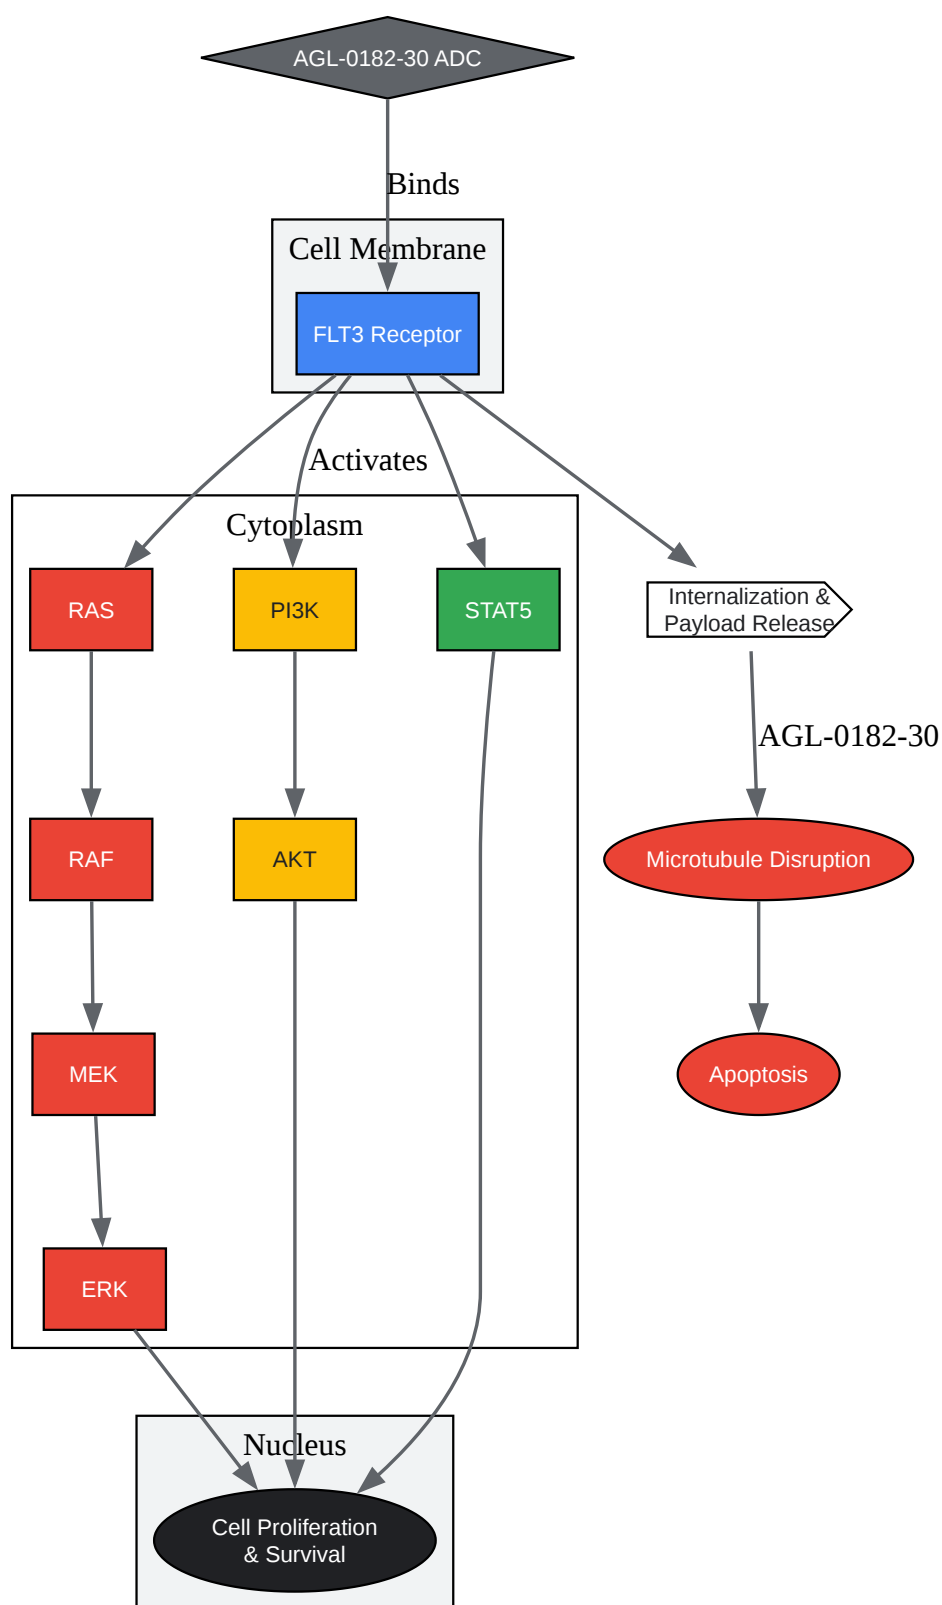 AGL-0182-30 ADC
Binds
Cell Membrane
FLT3 Receptor
Activates
Cytoplasm
RAS
PI3K
STAT5
Internalization &
Payload Release
AGL-0182-30
RAF
AKT
Microtubule Disruption
MEK
Apoptosis
ERK
Nucleus
Cell Proliferation
& Survival